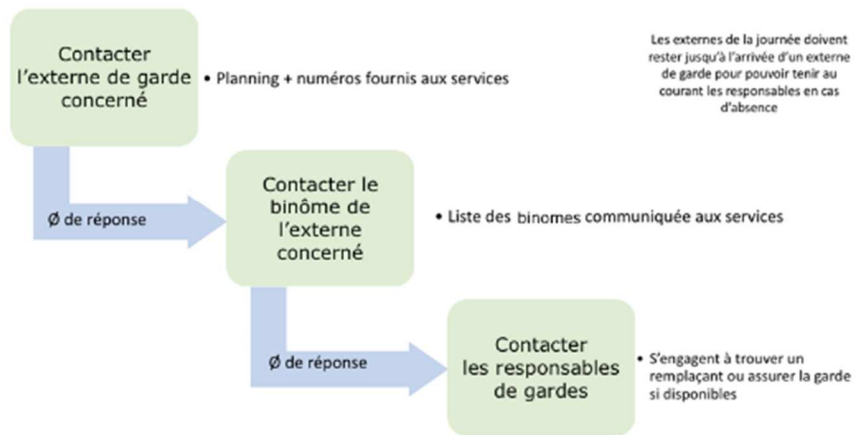 Contacter
l'externe de garde
concerné
• Planning + numéros fournis aux services
Les externes de la journée doivent
rester jusqu'à l'arrivée d'un externe
de garde pour pouvoir tenir au
courant les responsables en cas
d'absence
Ø de réponse
Contacter le
binôme de
l'externe
concerné
• Liste des binomes communiquée aux services
Ø de réponse
Contacter
les responsables
de gardes
• S'engagent à trouver un
remplaçant ou assurer la garde
si disponibles